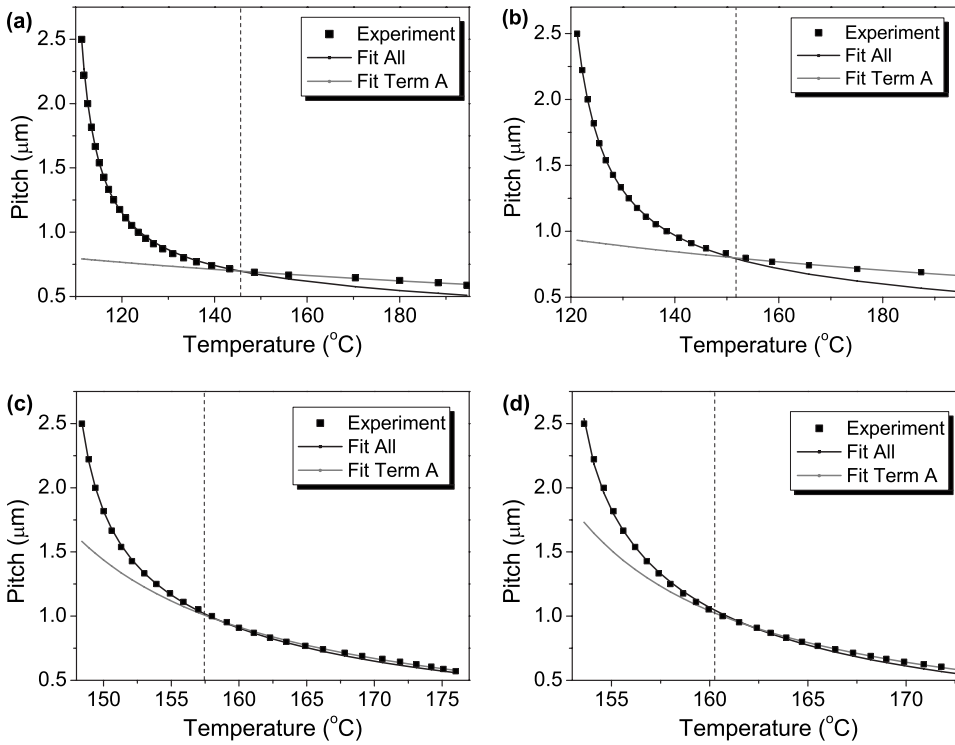 (a)
Experiment
Fit All
Fit Term A
2.5
2.0
1.5
1.0
0.5
Pitch (μm)
120 140 160 180
Temperature (°C)
(b)
Experiment
Fit All
Fit Term A
2.5
2.0
1.5
1.0
0.5
Pitch (μm)
120 140 160 180
Temperature (°C)
(c)
Experiment
Fit All
Fit Term A
2.5
2.0
1.5
1.0
0.5
Pitch (μm)
150 155 160 165 170 175
Temperature (°C)
(d)
Experiment
Fit All
Fit Term A
2.5
2.0
1.5
1.0
0.5
Pitch (μm)
155 160 165 170
Temperature (°C)